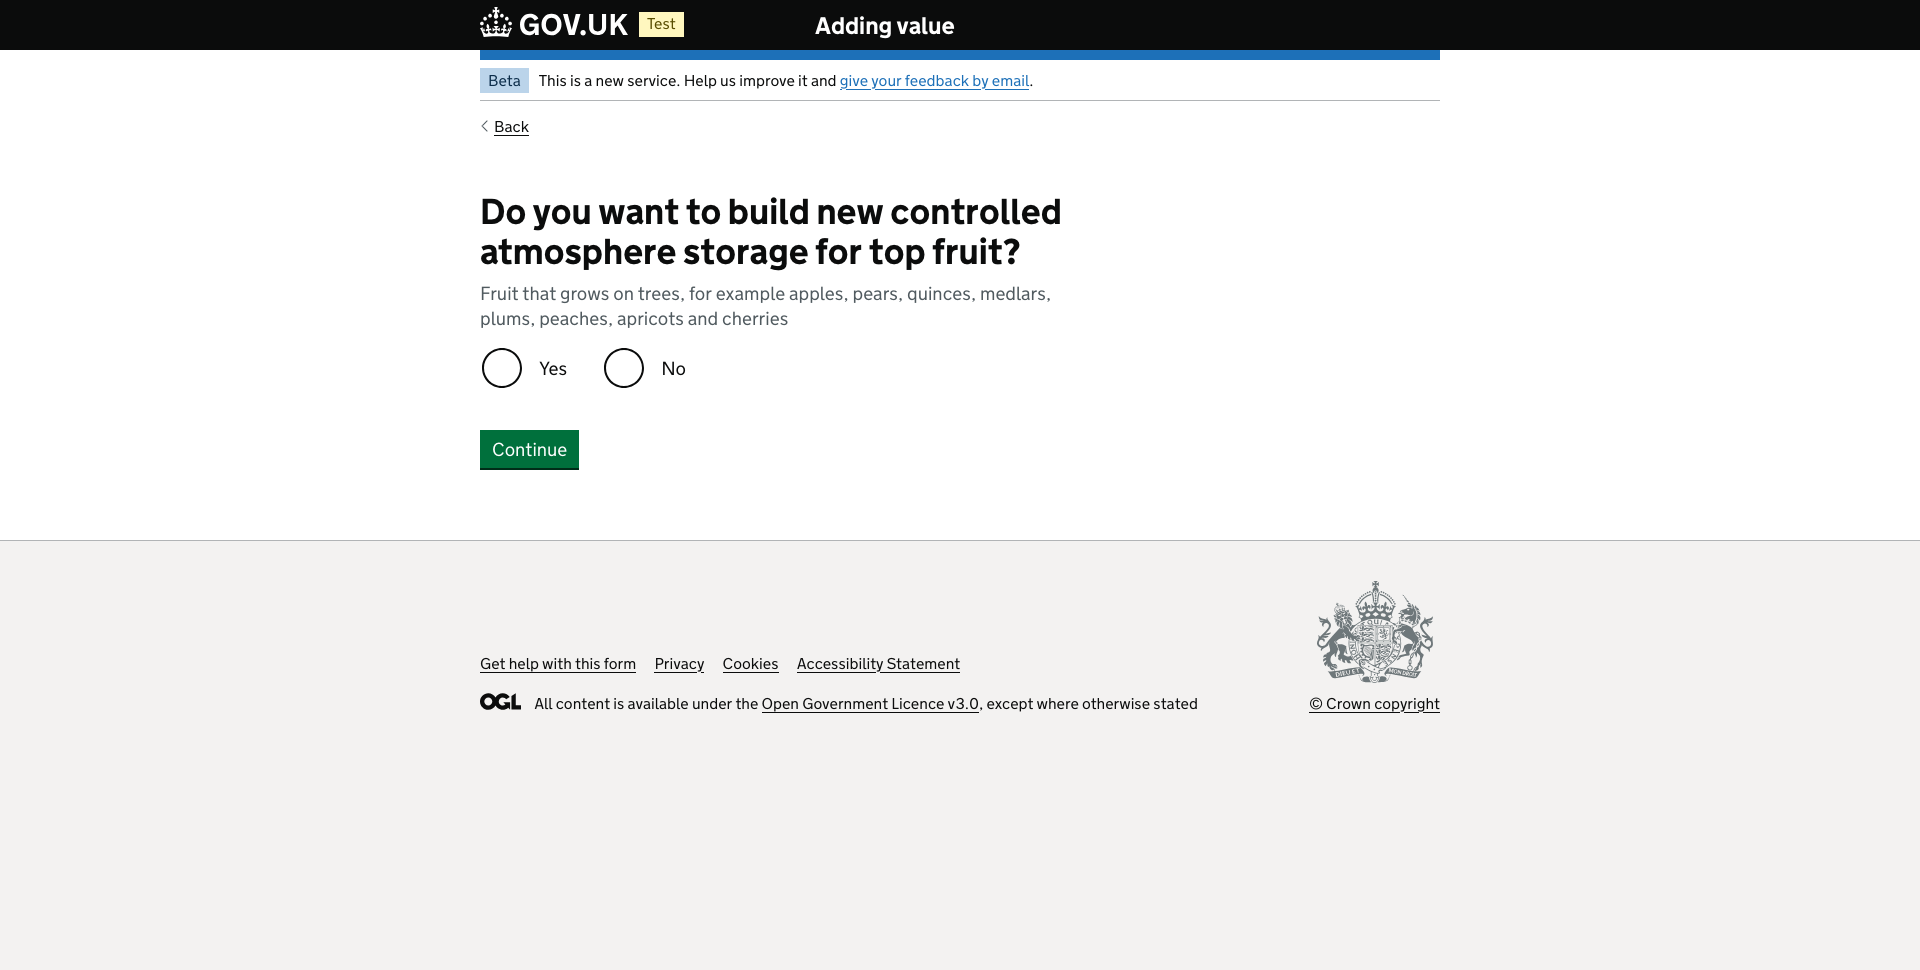 GOV.UK Test Adding value
Beta This is a new service. Help us improve it and give your feedback by email.
Back
Do you want to build new controlled
atmosphere storage for top fruit?
Fruit that grows on trees, for example apples, pears, quinces, medlars,
plums, peaches, apricots and cherries
Yes No
Continue
Get help with this form Privacy Cookies Accessibility Statement
OGL All content is available under the Open Government Licence v3.0, except where otherwise stated
© Crown copyright